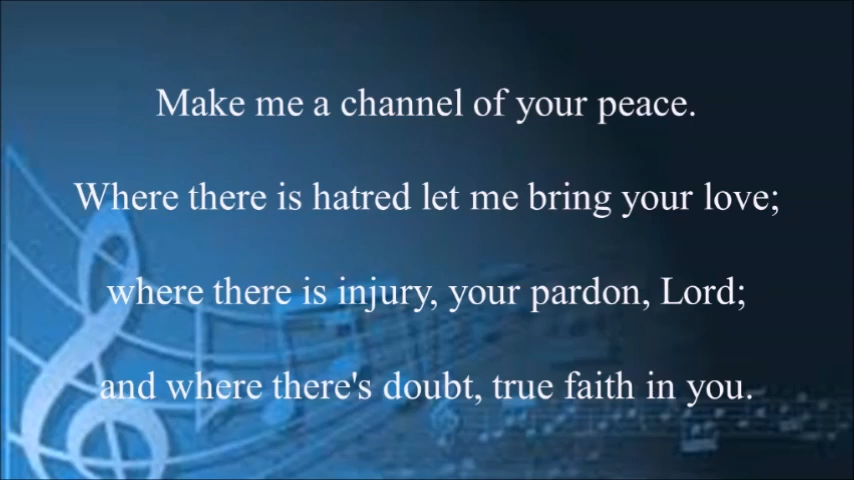 Make me a channel of your peace.
Where there is hatred let me bring your love;
where there is injury, your pardon, Lord;
and where there's doubt, true faith in you.